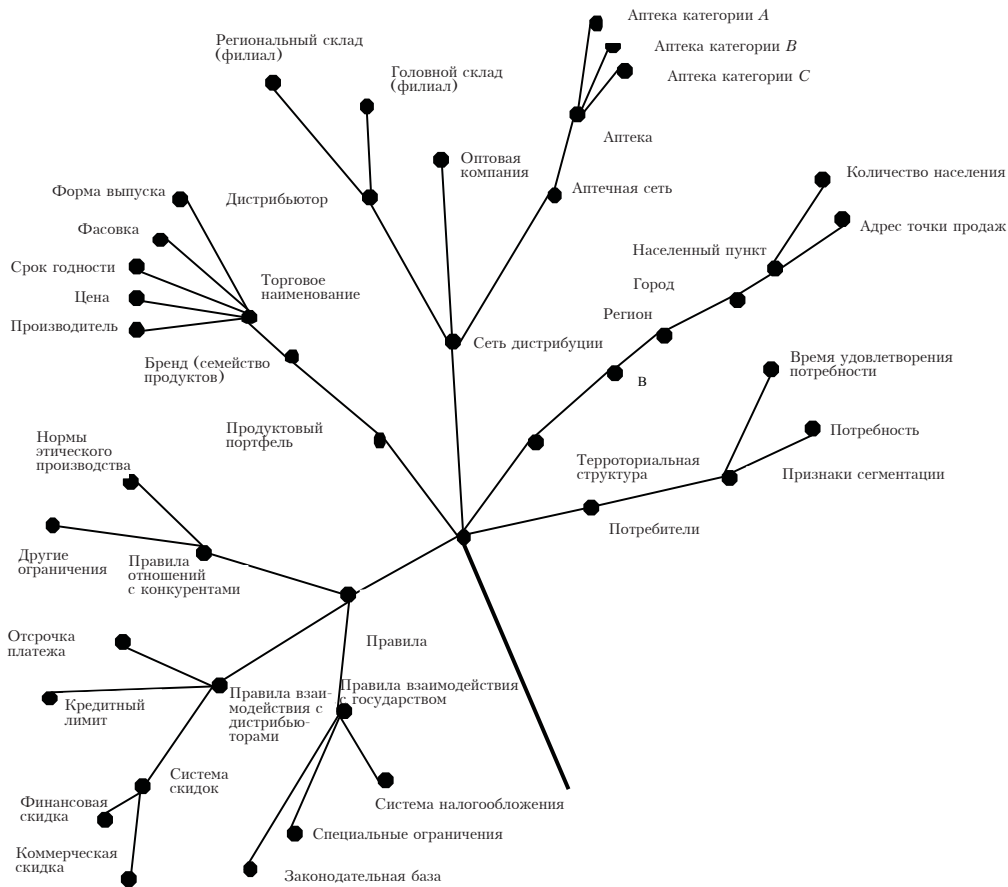 Аптека категории A
Региональный склад
(филиал)
Аптека категории B
Головной склад
(филиал)
Аптека категории C
Аптека
Оптовая
компания
Количество населения
Форма выпуска
Дистрибьютор
Аптечная сеть
Адрес точки продаж
Фасовка
Населенный пункт
Срок годности
Торговое
наименование
Город
Цена
Регион
Производитель
Сеть дистрибуции
Бренд (семейство
продуктов)
В
Время удовлетворения
потребности
Продуктовый
портфель
Потребность
Нормы
этического
производства
Терроториальная
структура
Признаки сегментации
Потребители
Другие
ограничения
Правила
отношений
с конкурентами
Отсрочка
платежа
Правила
Правила взаимодействия
с государством
Правила взаи-
модействия с
дистрибью-
торами
Кредитный
лимит
Система
скидок
Система налогообложения
Финансовая
скидка
Специальные ограничения
Коммерческая
скидка
Законодательная база